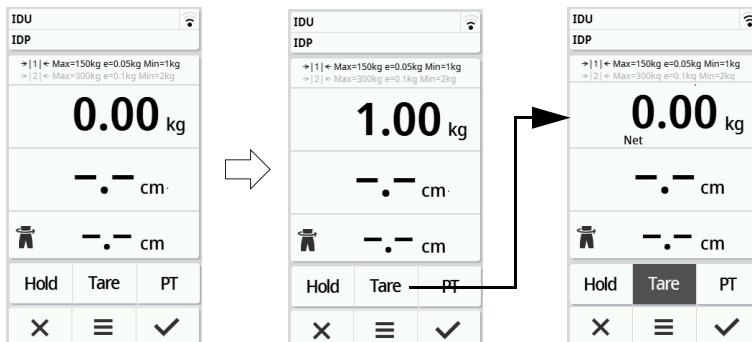 IDU
IDP
→|1|← Max=150kg e=0.05kg Min=1kg
→|2|← Max=300kg e=0.1kg Min=2kg
0.00 kg
-.- cm
-.- cm
Hold Tare PT
IDU
IDP
→|1|← Max=150kg e=0.05kg Min=1kg
→|2|← Max=300kg e=0.1kg Min=2kg
1.00 kg
-.- cm
-.- cm
Hold Tare PT
IDU
IDP
→|1|← Max=150kg e=0.05kg Min=1kg
→|2|← Max=300kg e=0.1kg Min=2kg
0.00 kg
Net
-.- cm
-.- cm
Hold Tare PT